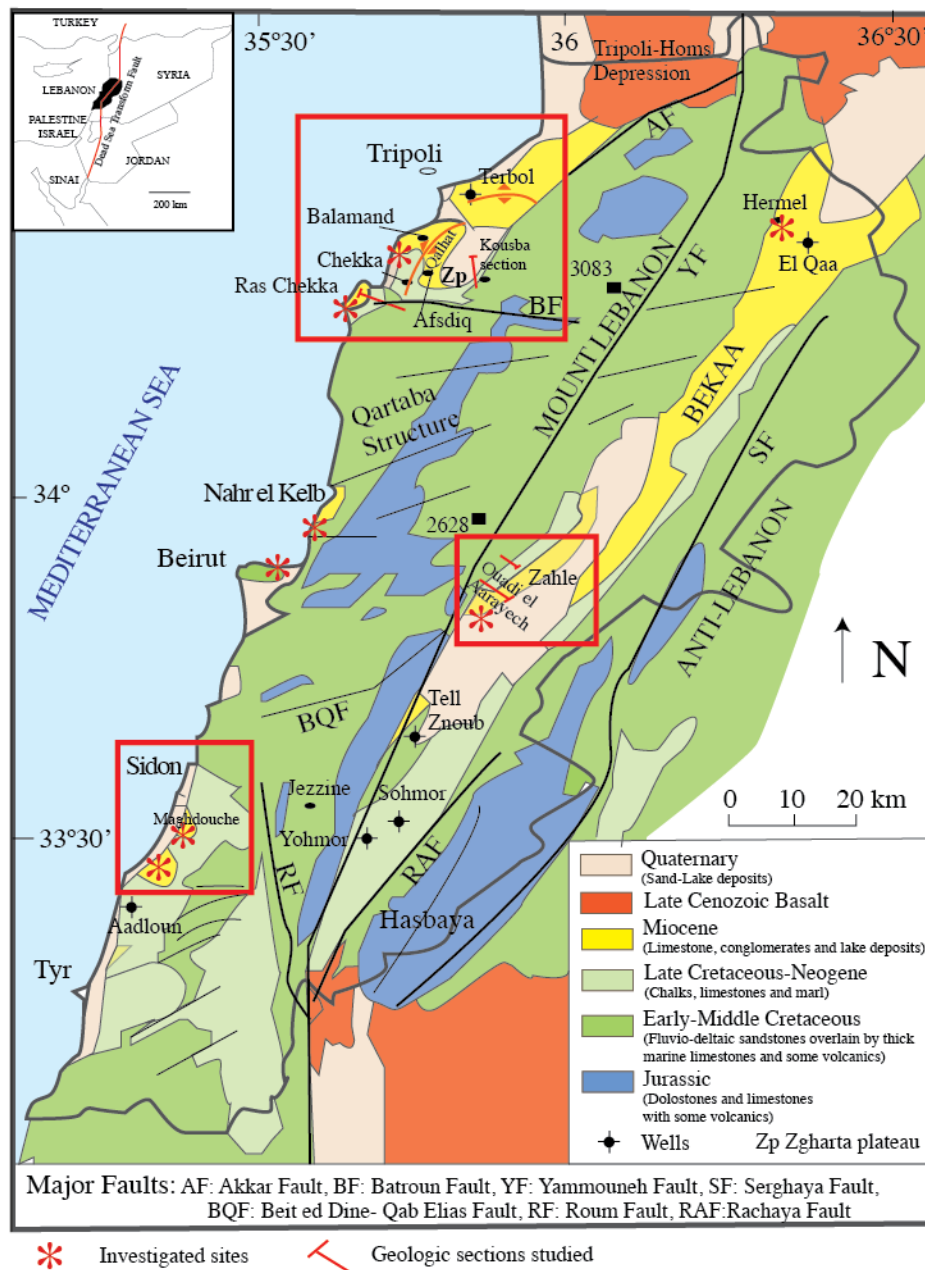 TURKEY
SYRIA
LEBANON
PALESTINE
ISRAEL
Dead Sea Transform Fault
JORDAN
SINAI
200 km
35°30'
36
36°30'
Tripoli-Homs
Depression
AF
Tripoli
Terbol
Balamand
Qalhat
Kousba
section
Chekka
Zp
Ras Chekka
Afsdiq
BF
3083
Hermel
El Qaa
MOUNT LEBANON
YF
BEKAA
SF
Qartaba
Structure
MEDITERRANEAN SEA
34°
Nahr el Kelb
2628
Beirut
Ouadi el
Aarayech
Zahle
ANTI-LEBANON
N
BQF
Tell
Znoub
Sidon
Maghdouche
Jezzine
Sohmor
Yohmor
33°30'
RF
RAF
Hasbaya
Aadloun
Tyr
0 10 20 km
Quaternary
(Sand-Lake deposits)
Late Cenozoic Basalt
Miocene
(Limestone, conglomerates and lake deposits)
Late Cretaceous-Neogene
(Chalks, limestones and marl)
Early-Middle Cretaceous
(Fluvio-deltaic sandstones overlain by thick
marine limestones and some volcanics)
Jurassic
(Dolostones and limestones
with some volcanics)
Wells Zp Zgharta plateau
Major Faults: AF: Akkar Fault, BF: Batroun Fault, YF: Yammouneh Fault, SF: Serghaya Fault,
BQF: Beit ed Dine- Qab Elias Fault, RF: Roum Fault, RAF:Rachaya Fault
Investigated sites Geologic sections studied